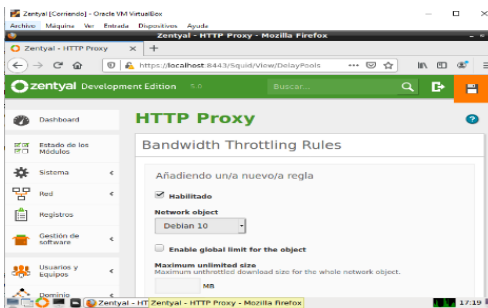 Zentyal [Corriendo] - Oracle VM VirtualBox
Archivo Máquina Ver Entrada Dispositivos Ayuda
Zentyal - HTTP Proxy - Mozilla Firefox
Zentyal - HTTP Proxy
https://localhost:8443/Squid/View/DelayPools
zentyal Development Edition 5.0
Buscar...
Dashboard
Estado de los
Módulos
Sistema
Red
Registros
Gestión de
software
Usuarios y
Equipos
Dominio
HTTP Proxy
Bandwidth Throttling Rules
Añadiendo un/a nuevo/a regla
Habilitado
Network object
Debian 10
Enable global limit for the object
Maximum unlimited size
Maximum unthrottled download size for the whole network object.
MB
Zentyal - HT
Zentyal - HTTP Proxy - Mozilla Firefox
17:19